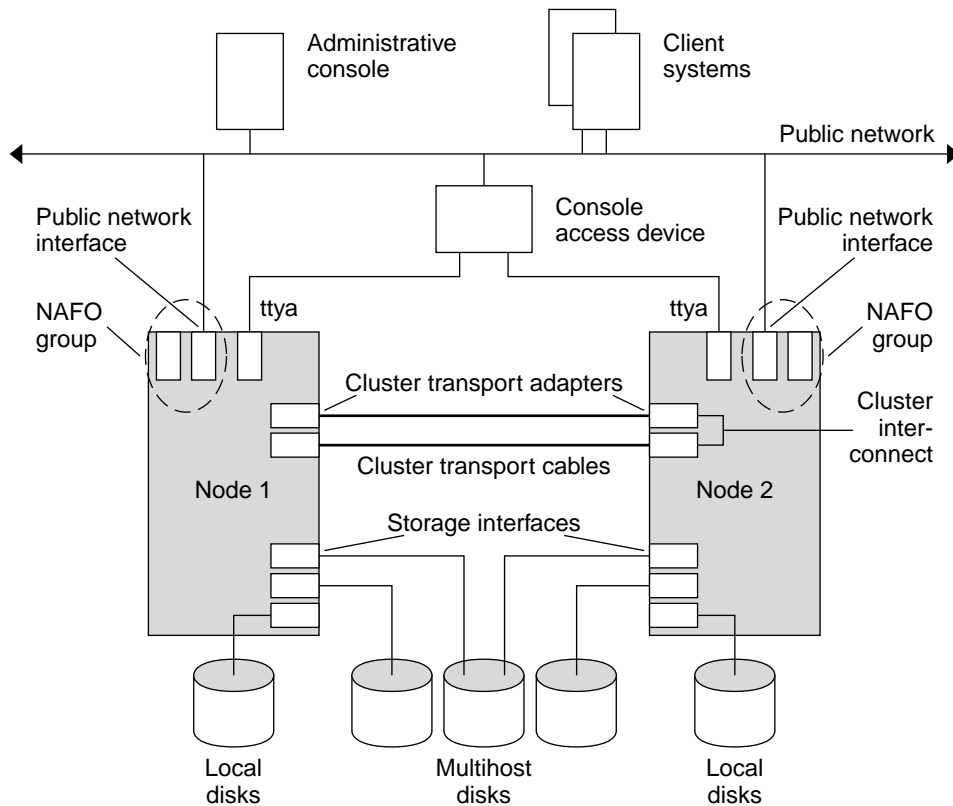 Administrative
console
Client
systems
Public network
Console
access device
Public network
interface
Public network
interface
NAFO
group
ttya
ttya
NAFO
group
Cluster transport adapters
Cluster
inter-
connect
Cluster transport cables
Node 1
Node 2
Storage interfaces
Local
disks
Multihost
disks
Local
disks